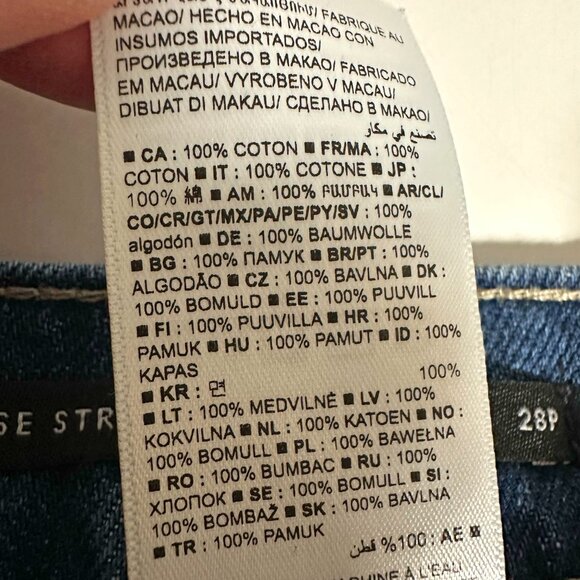 FABRIQUE AU
MACAO/ HECHO EN MACAO CON
INSUMOS IMPORTADOS/
ПРОИЗВЕДЕНО В МАКАО/ FABRICADO
EM MACAU/ VYROBENO V MACAU/
DIBUAT DI MAKAU/ СДЕЛАНО В МАКАО/
تصنع في مكاو
■ CA : 100% COTON ■ FR/MA : 100%
COTON ■ IT : 100% COTONE ■ JP :
100% 綿 ■ AM : 100% ԲԱՄԲԱԿ ■ AR/CL/
CO/CR/GT/MX/PA/PE/PY/SV : 100%
algodón ■ DE : 100% BAUMWOLLE
■ BG : 100% ПАМУК ■ BR/PT : 100%
ALGODÃO ■ CZ : 100% BAVLNA ■ DK :
100% BOMULD ■ EE : 100% PUUVILL
■ FI : 100% PUUVILLA ■ HR : 100%
PAMUK ■ HU : 100% PAMUT ■ ID : 100%
KAPAS
■ KR : 면 100%
■ LT : 100% MEDVILNĖ ■ LV : 100%
KOKVILNA ■ NL : 100% KATOEN ■ NO :
100% BOMULL ■ PL : 100% BAWEŁNA
■ RO : 100% BUMBAC ■ RU : 100%
ХЛОПОК ■ SE : 100% BOMULL ■ SI :
100% BOMBAŽ ■ SK : 100% BAVLNA
■ TR : 100% PAMUK
■ AE : 100% قطن
SE STR
28P